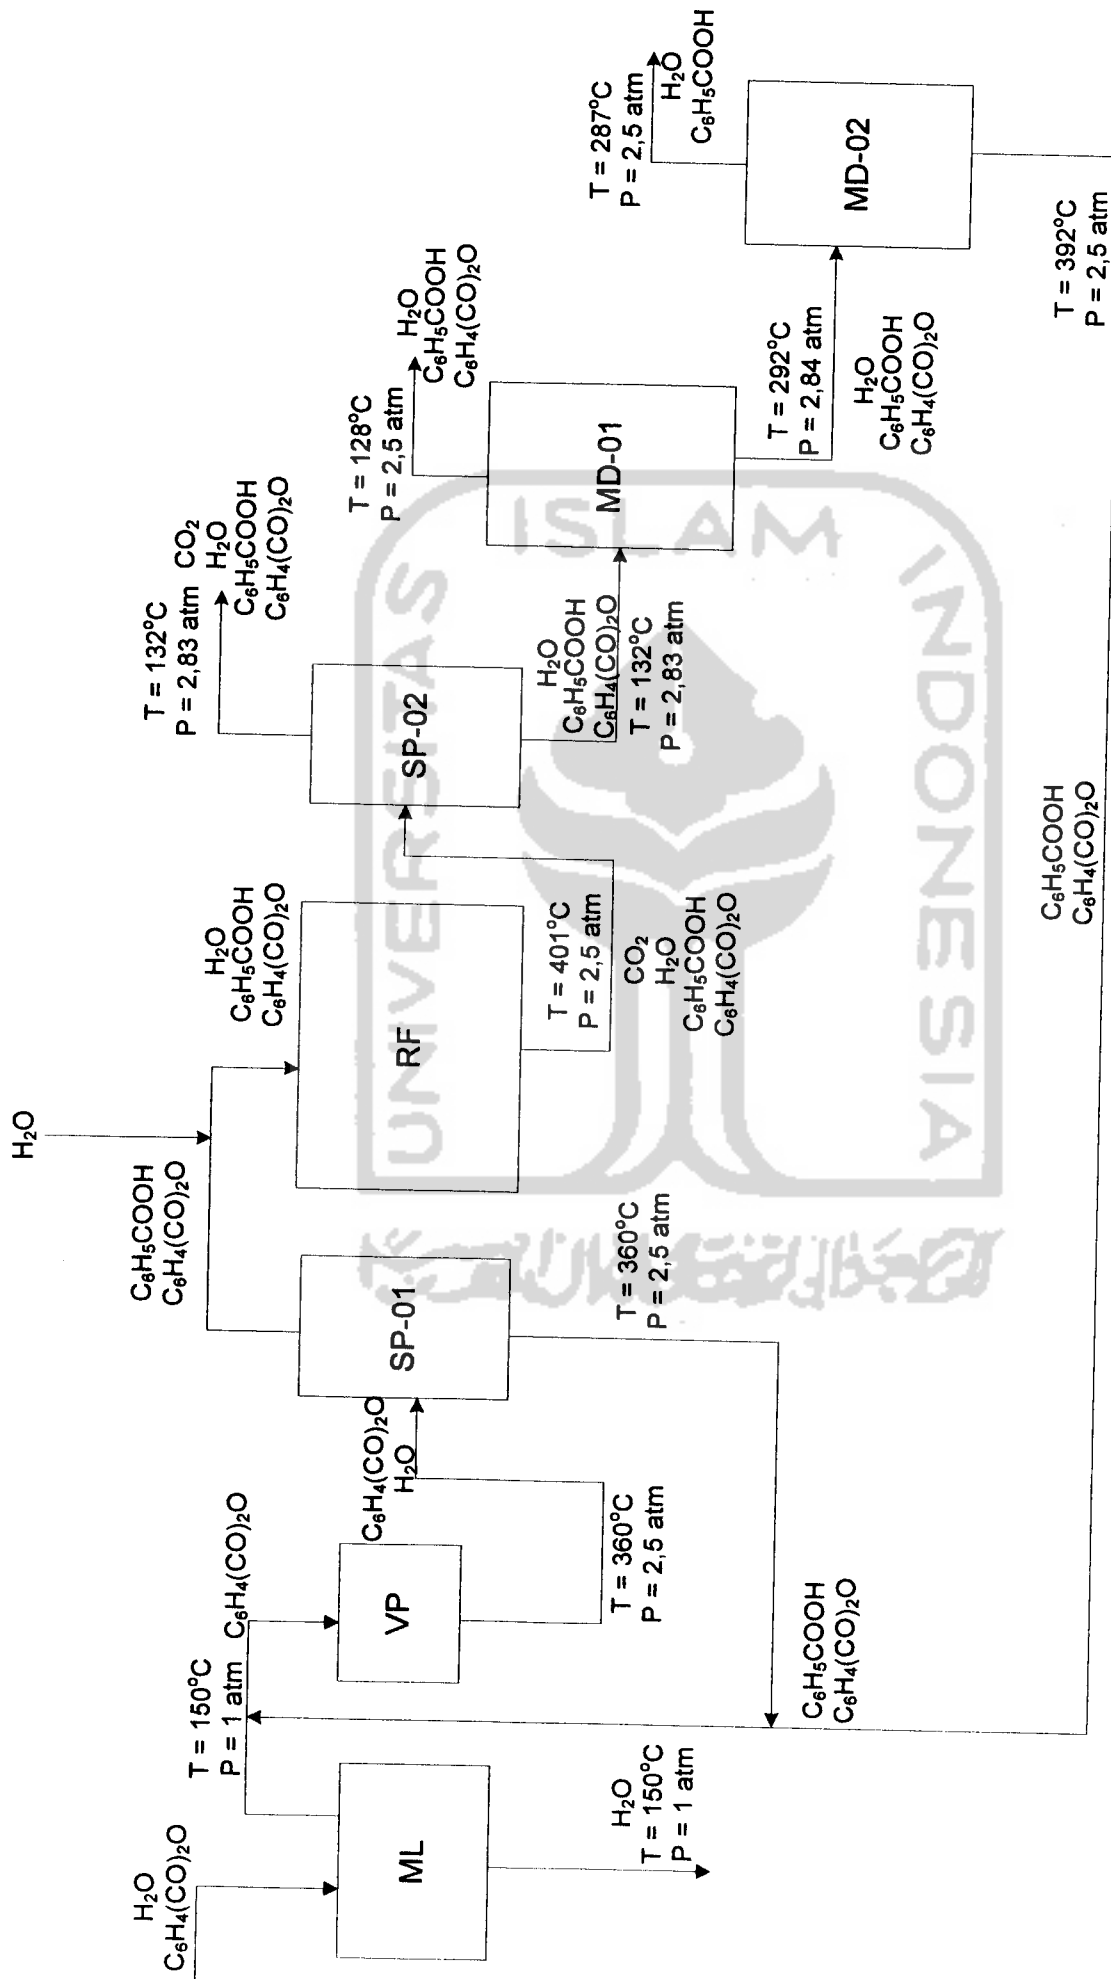 H₂O
C₆H₄(CO)₂O
ML
H₂O
T = 150°C
P = 1 atm
T = 150°C
P = 1 atm C₆H₄(CO)₂O
VP
T = 360°C
P = 2,5 atm
C₆H₄(CO)₂O
H₂O
SP-01
T = 360°C
P = 2,5 atm
C₆H₅COOH
C₆H₄(CO)₂O
C₆H₅COOH
C₆H₄(CO)₂O
H₂O
H₂O
C₆H₅COOH
C₆H₄(CO)₂O
RF
T = 401°C
P = 2,5 atm
CO₂
H₂O
C₆H₅COOH
C₆H₄(CO)₂O
SP-02
T = 132°C
P = 2,83 atm CO₂
H₂O
C₆H₅COOH
C₆H₄(CO)₂O
H₂O
C₆H₅COOH
C₆H₄(CO)₂O
T = 132°C
P = 2,83 atm
MD-01
T = 128°C
P = 2,5 atm
H₂O
C₆H₅COOH
C₆H₄(CO)₂O
T = 292°C
P = 2,84 atm
H₂O
C₆H₅COOH
C₆H₄(CO)₂O
MD-02
T = 287°C
P = 2,5 atm
H₂O
C₆H₅COOH
T = 392°C
P = 2,5 atm
C₆H₅COOH
C₆H₄(CO)₂O
UNIVERSITAS
ISLAM
INDONESIA